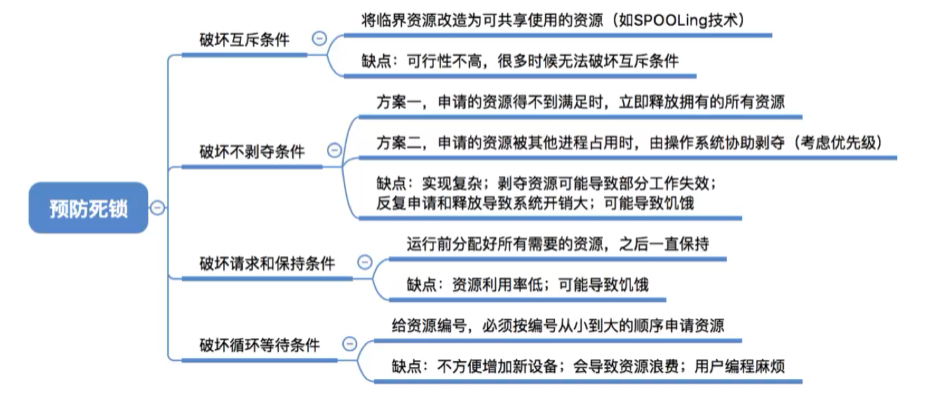 预防死锁
破坏互斥条件
将临界资源改造为可共享使用的资源（如SPOOLing技术）
缺点：可行性不高，很多时候无法破坏互斥条件
破坏不剥夺条件
方案一，申请的资源得不到满足时，立即释放拥有的所有资源
方案二，申请的资源被其他进程占用时，由操作系统协助剥夺（考虑优先级）
缺点：实现复杂；剥夺资源可能导致部分工作失效；
反复申请和释放导致系统开销大；可能导致饥饿
破坏请求和保持条件
运行前分配好所有需要的资源，之后一直保持
缺点：资源利用率低；可能导致饥饿
破坏循环等待条件
给资源编号，必须按编号从小到大的顺序申请资源
缺点：不方便增加新设备；会导致资源浪费；用户编程麻烦